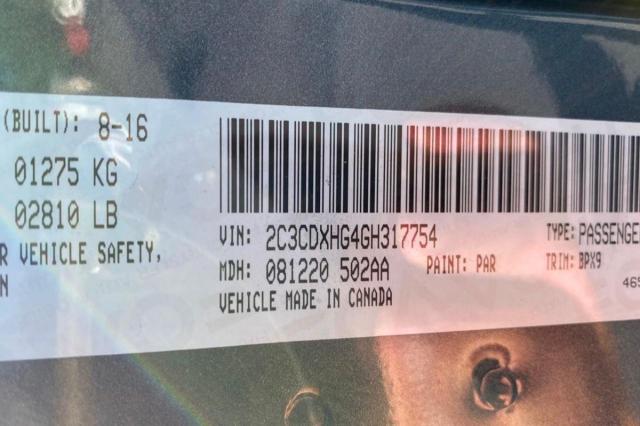 (BUILT): 8-16
01275 KG
02810 LB
R VEHICLE SAFETY,
N
VIN: 2C3CDXHG4GH317754 TYPE: PASSENGE
MDH: 081220 502AA PAINT: PAR TRIM: BPX9
VEHICLE MADE IN CANADA
465